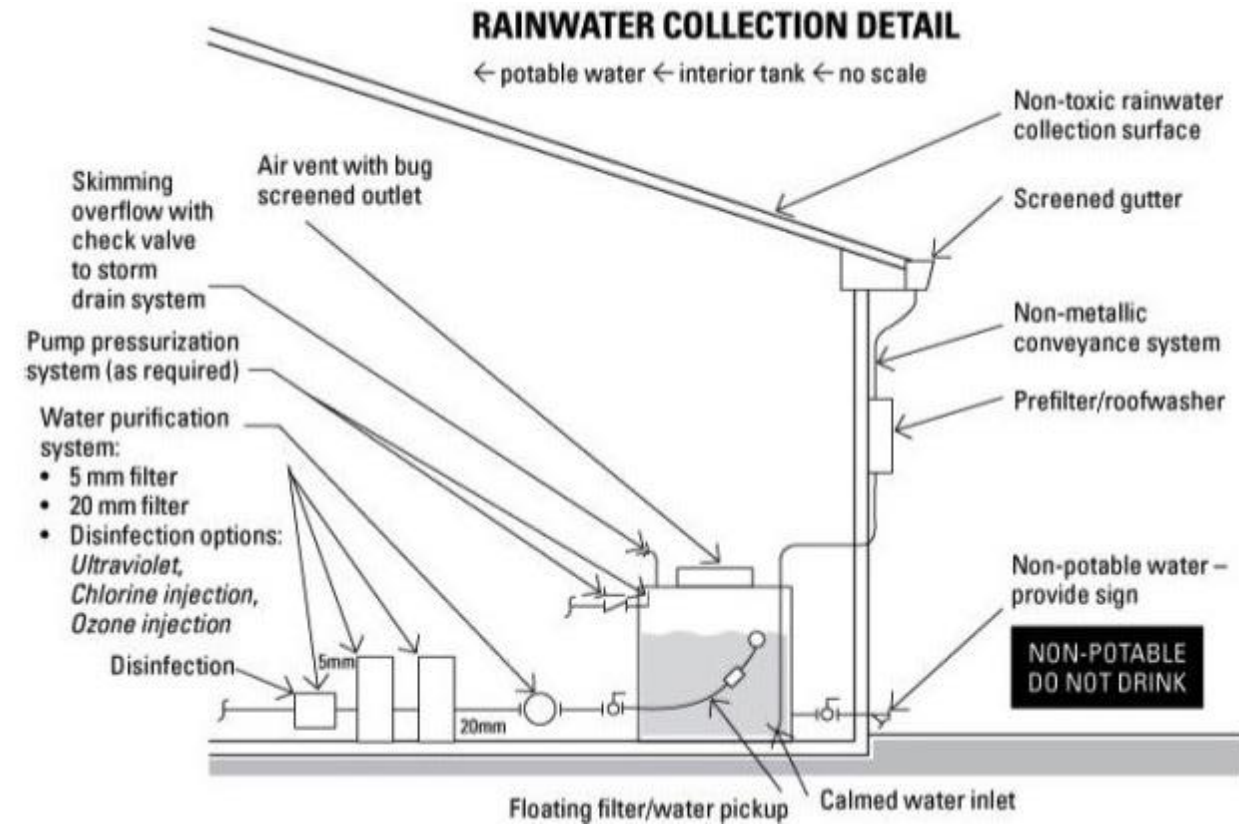 RAINWATER COLLECTION DETAIL
← potable water ← interior tank ← no scale
Non-toxic rainwater
collection surface
Air vent with bug
screened outlet
Skimming
overflow with
check valve
to storm
drain system
Screened gutter
Non-metallic
conveyance system
Pump pressurization
system (as required)
Prefilter/roofwasher
Water purification
system:
• 5 mm filter
• 20 mm filter
• Disinfection options:
Ultraviolet,
Chlorine injection,
Ozone injection
Non-potable water –
provide sign
NON-POTABLE
DO NOT DRINK
Disinfection
5mm
20mm
Floating filter/water pickup
Calmed water inlet